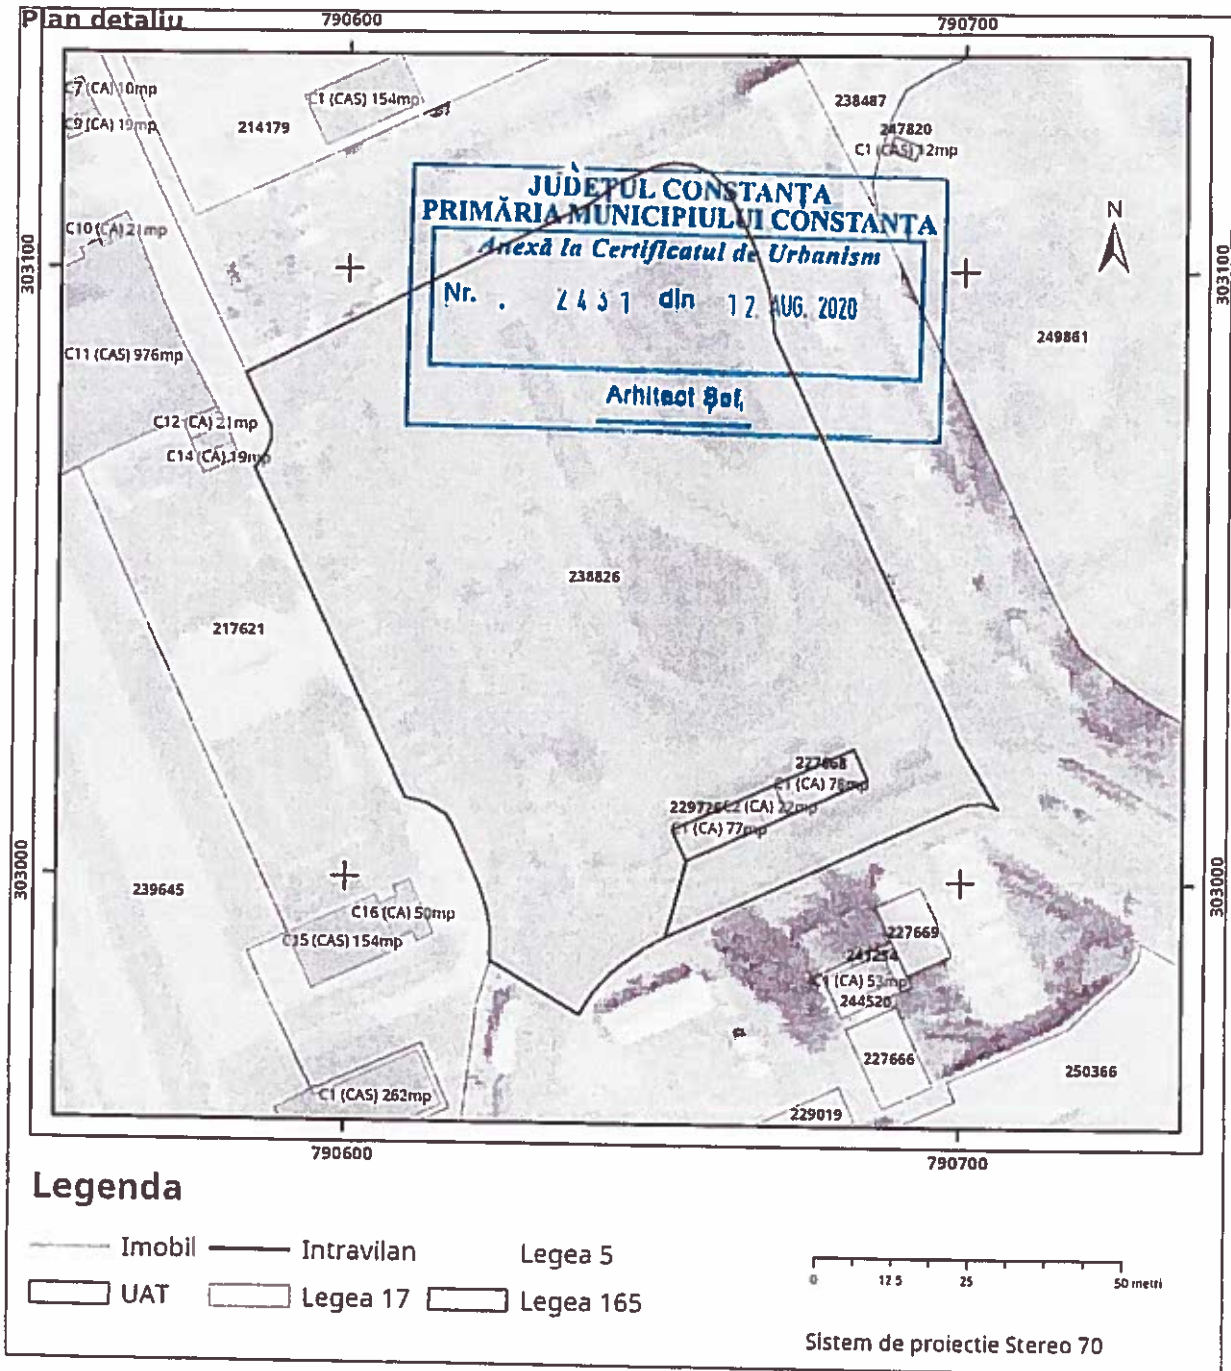 Plan detaliu
790600
790700
C7 (CA) 10mp
C1 (CAS) 154mp
238487
C9 (CA) 19mp
214179
247820
C1 (CAS) 12mp
JUDEȚUL CONSTANȚA
PRIMĂRIA MUNICIPIULUI CONSTANȚA
Anexă la Certificatul de Urbanism
Nr. . 2431 din 12. AUG. 2020
Arhitect Șef,
N
C10 (CA) 21mp
303100
303100
249861
C11 (CAS) 976mp
C12 (CA) 21mp
C14 (CA) 19mp
238826
217621
227668
C1 (CA) 76mp
229726 C2 (CA) 22mp
C1 (CA) 77mp
303000
303000
239645
C16 (CA) 50mp
C15 (CAS) 154mp
227669
241254
C1 (CA) 53mp
244520
227666
250366
C1 (CAS) 262mp
229019
790600
790700
Legenda
Imobil Intravilan Legea 5
UAT Legea 17 Legea 165
0 12.5 25 50 metri
Sistem de proiectie Stereo 70